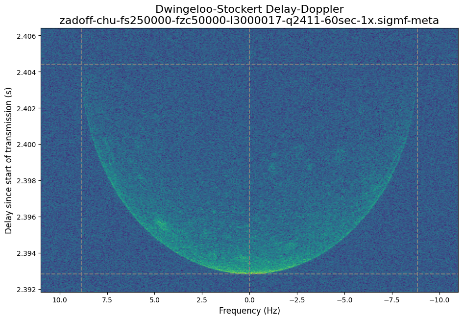 Dwingeloo-Stockert Delay-Doppler
zadoff-chu-fs250000-fzc50000-l3000017-q2411-60sec-1x.sigmf-meta
2.406
2.404
2.402
2.400
2.398
2.396
2.394
2.392
Delay since start of transmission (s)
10.0 7.5 5.0 2.5 0.0 −2.5 −5.0 −7.5 −10.0
Frequency (Hz)